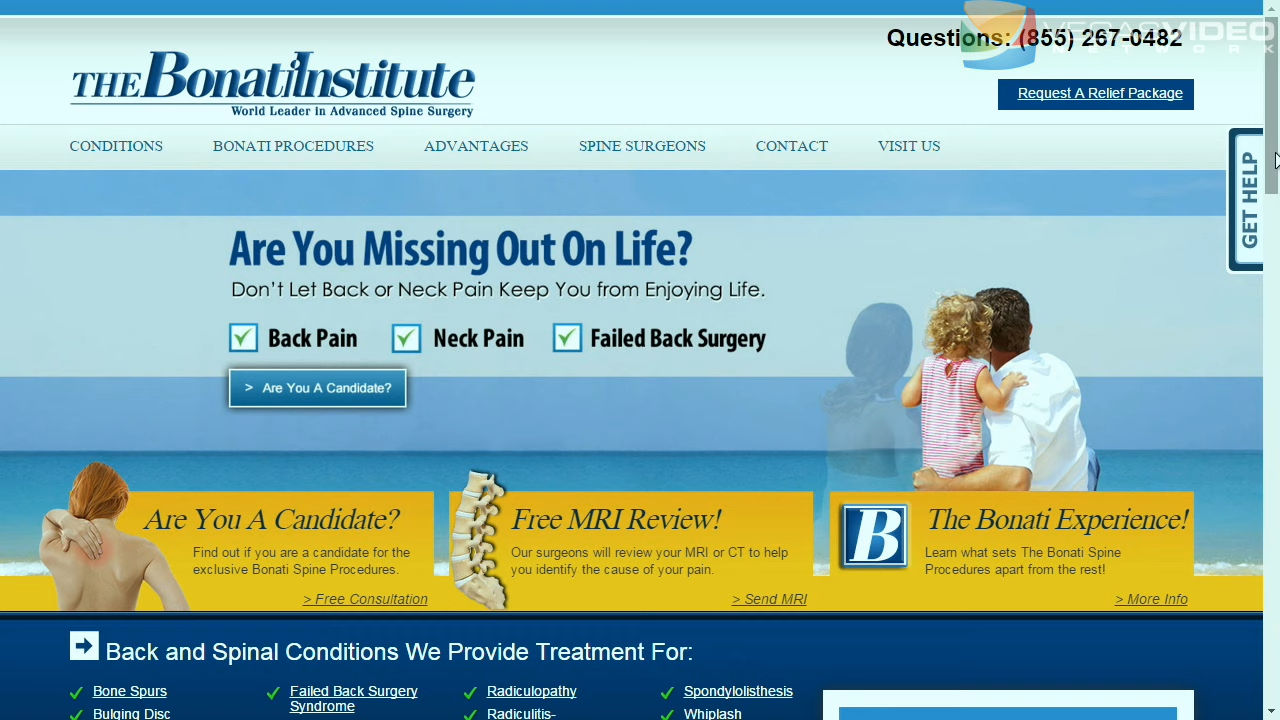 VEGASVIDEO
NETWORK
Questions: (855) 267-0482
THE Bonati Institute
World Leader in Advanced Spine Surgery
Request A Relief Package
CONDITIONS BONATI PROCEDURES ADVANTAGES SPINE SURGEONS CONTACT VISIT US
GET HELP
Are You Missing Out On Life?
Don't Let Back or Neck Pain Keep You from Enjoying Life.
Back Pain Neck Pain Failed Back Surgery
> Are You A Candidate?
Are You A Candidate?
Find out if you are a candidate for the
exclusive Bonati Spine Procedures.
> Free Consultation
Free MRI Review!
Our surgeons will review your MRI or CT to help
you identify the cause of your pain.
> Send MRI
B
The Bonati Experience!
Learn what sets The Bonati Spine
Procedures apart from the rest!
> More Info
Back and Spinal Conditions We Provide Treatment For:
Bone Spurs
Bulging Disc
Failed Back Surgery
Syndrome
Radiculopathy
Radiculitis-
Spondylolisthesis
Whiplash